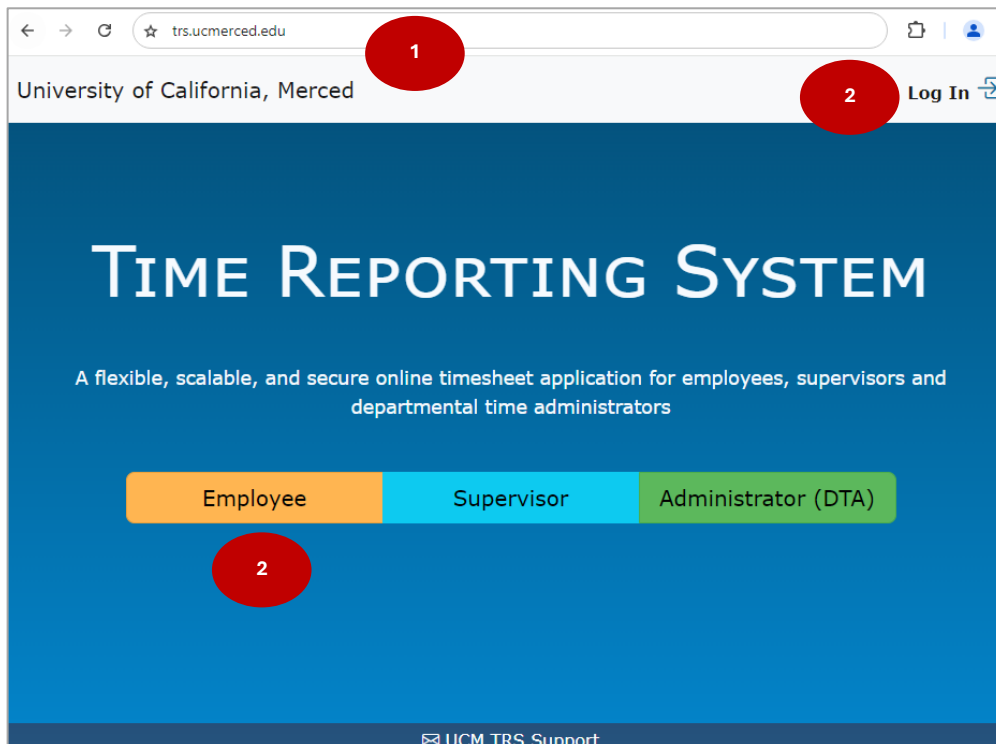 trs.ucmerced.edu
1
University of California, Merced
2
Log In
TIME REPORTING SYSTEM
A flexible, scalable, and secure online timesheet application for employees, supervisors and
departmental time administrators
Employee
Supervisor
Administrator (DTA)
2
UCM TRS Support